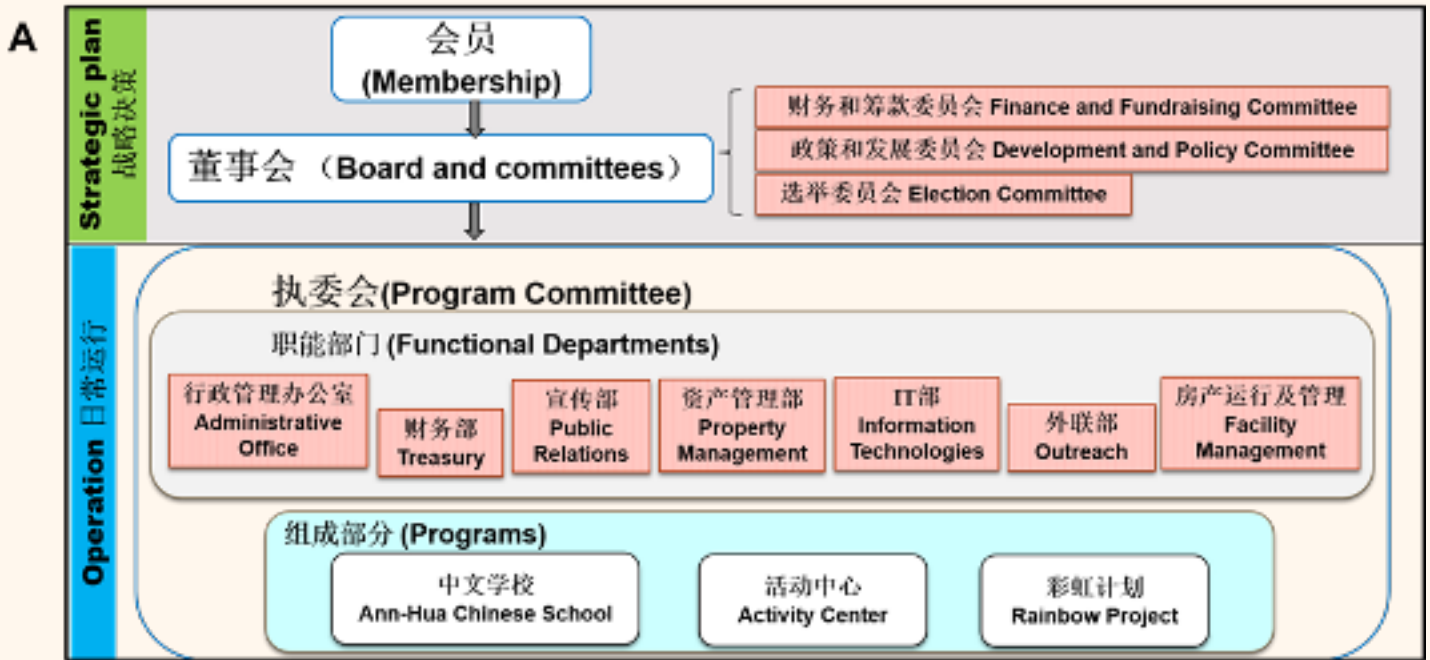 A
Strategic plan
战略决策
会员
(Membership)
董事会 （Board and committees）
财务和筹款委员会 Finance and Fundraising Committee
政策和发展委员会 Development and Policy Committee
选举委员会 Election Committee
Operation 日常运行
执委会(Program Committee)
职能部门 (Functional Departments)
行政管理办公室
Administrative
Office
财务部
Treasury
宣传部
Public
Relations
资产管理部
Property
Management
IT部
Information
Technologies
外联部
Outreach
房产运行及管理
Facility
Management
组成部分 (Programs)
中文学校
Ann-Hua Chinese School
活动中心
Activity Center
彩虹计划
Rainbow Project